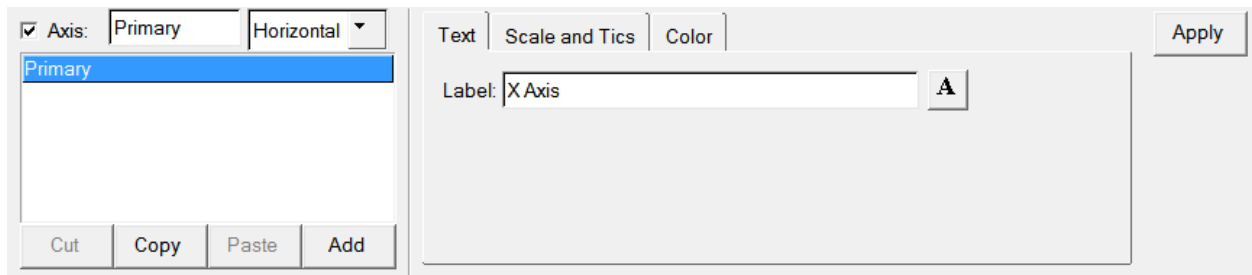 Axis: Primary Horizontal
Primary
Cut Copy Paste Add
Text Scale and Tics Color
Label: X Axis A
Apply